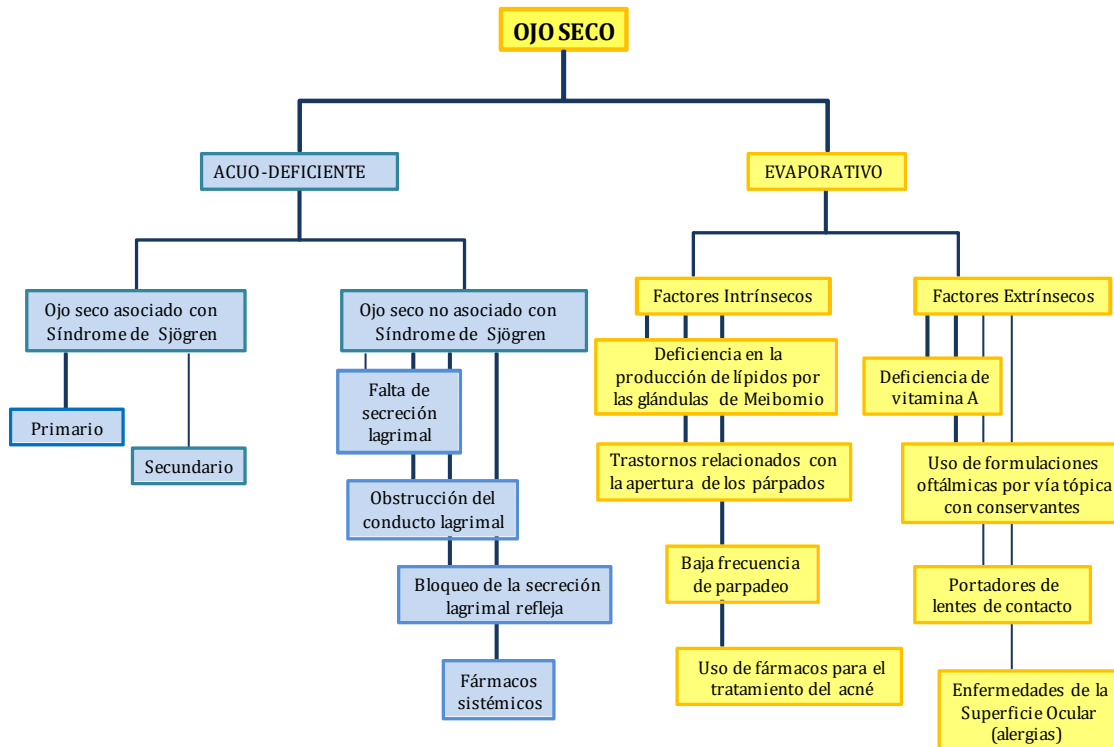 OJO SECO
ACUO-DEFICIENTE
EVAPORATIVO
Ojo seco asociado con
Síndrome de Sjögren
Ojo seco no asociado con
Síndrome de Sjögren
Factores Intrínsecos
Factores Extrínsecos
Primario
Secundario
Falta de
secreción
lagrimal
Obstrucción del
conducto lagrimal
Bloqueo de la secreción
lagrimal refleja
Fármacos
sistémicos
Deficiencia en la
producción de lípidos por
las glándulas de Meibomio
Trastornos relacionados con
la apertura de los párpados
Baja frecuencia
de parpadeo
Uso de fármacos para el
tratamiento del acné
Deficiencia de
vitamina A
Uso de formulaciones
oftálmicas por vía tópica
con conservantes
Portadores de
lentes de contacto
Enfermedades de la
Superficie Ocular
(alergias)